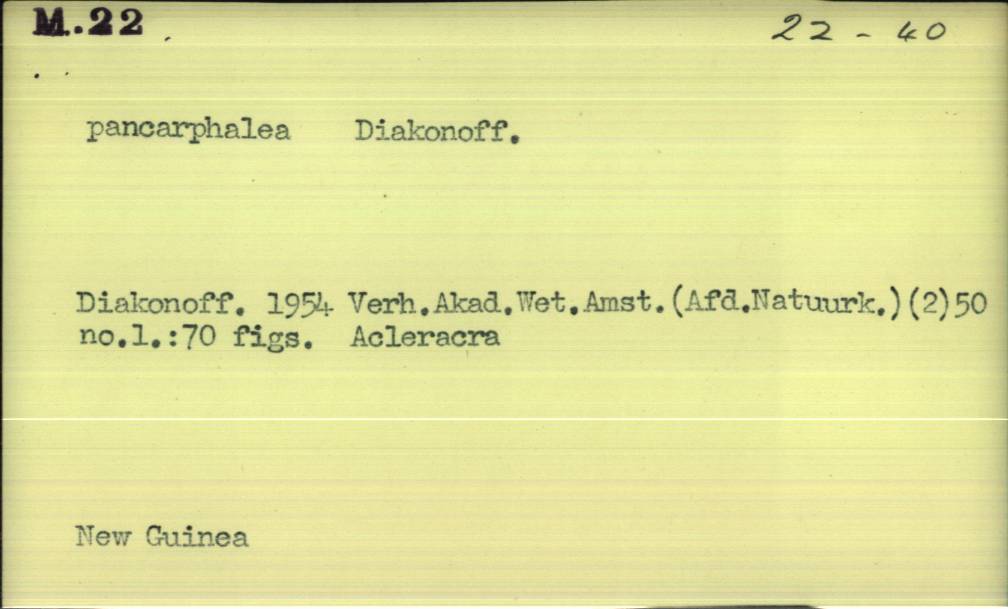 M.22 22-40
pancarphalea Diakonoff.
Diakonoff. 1954 Verh.Akad.Wet.Amst.(Afd.Natuurk.)(2)50
no.1.:70 figs. Acleracra
New Guinea